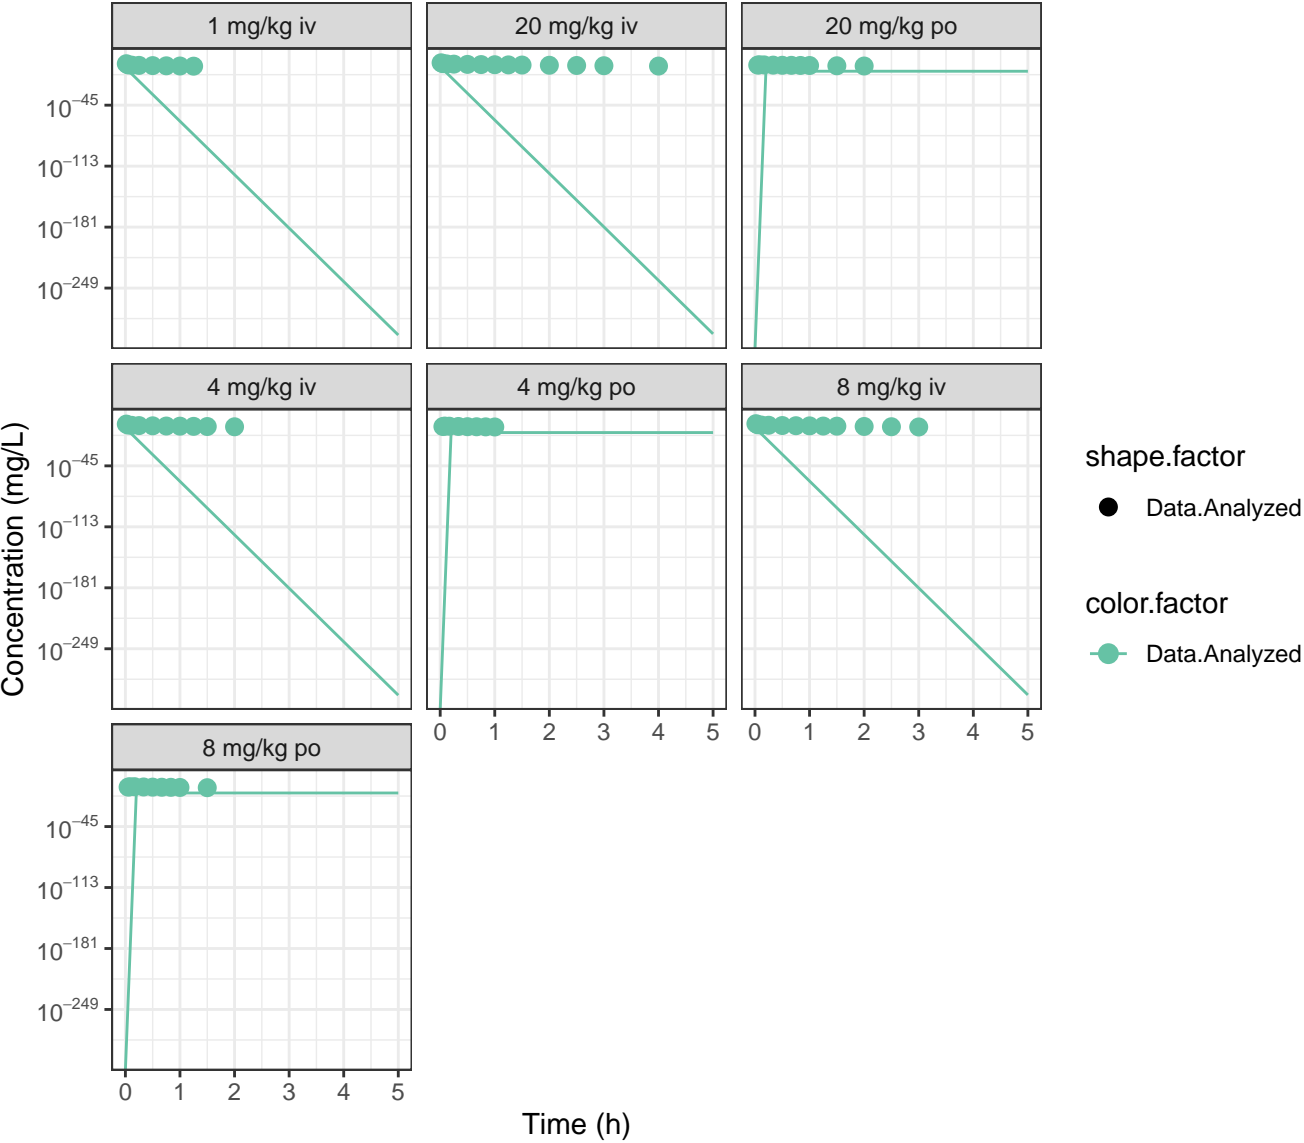 1 mg/kg iv
20 mg/kg iv
20 mg/kg po
10−45
10−113
10−181
10−249
4 mg/kg iv
4 mg/kg po
8 mg/kg iv
10−45
10−113
10−181
10−249
0 1 2 3 4 5
0 1 2 3 4 5
8 mg/kg po
10−45
10−113
10−181
10−249
0 1 2 3 4 5
Time (h)
Concentration (mg/L)
shape.factor
Data.Analyzed
color.factor
Data.Analyzed